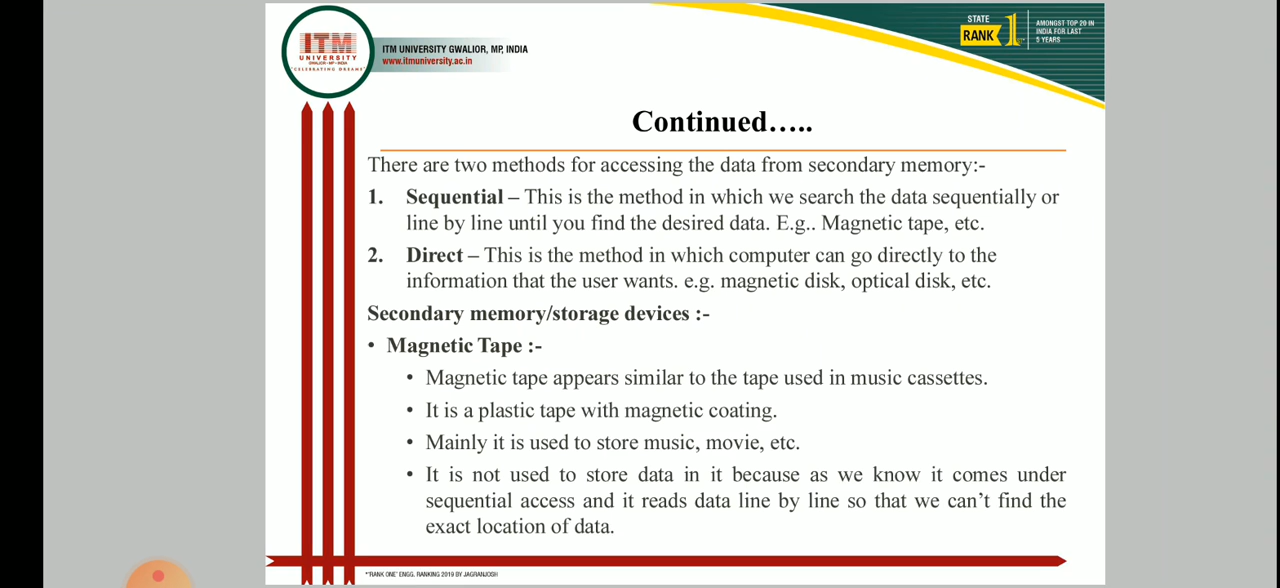 ITM
UNIVERSITY
GWALIOR • MP • INDIA
"CELEBRATING DREAMS"
ITM UNIVERSITY GWALIOR, MP, INDIA
www.itmuniversity.ac.in
STATE
RANK 1
AMONGST TOP 20 IN
INDIA FOR LAST
5 YEARS
Continued…..
There are two methods for accessing the data from secondary memory:-
1. Sequential – This is the method in which we search the data sequentially or
line by line until you find the desired data. E.g.. Magnetic tape, etc.
2. Direct – This is the method in which computer can go directly to the
information that the user wants. e.g. magnetic disk, optical disk, etc.
Secondary memory/storage devices :-
• Magnetic Tape :-
• Magnetic tape appears similar to the tape used in music cassettes.
• It is a plastic tape with magnetic coating.
• Mainly it is used to store music, movie, etc.
• It is not used to store data in it because as we know it comes under
sequential access and it reads data line by line so that we can’t find the
exact location of data.
*"RANK ONE" ENGG. RANKING 2019 BY JAGRANJOSH